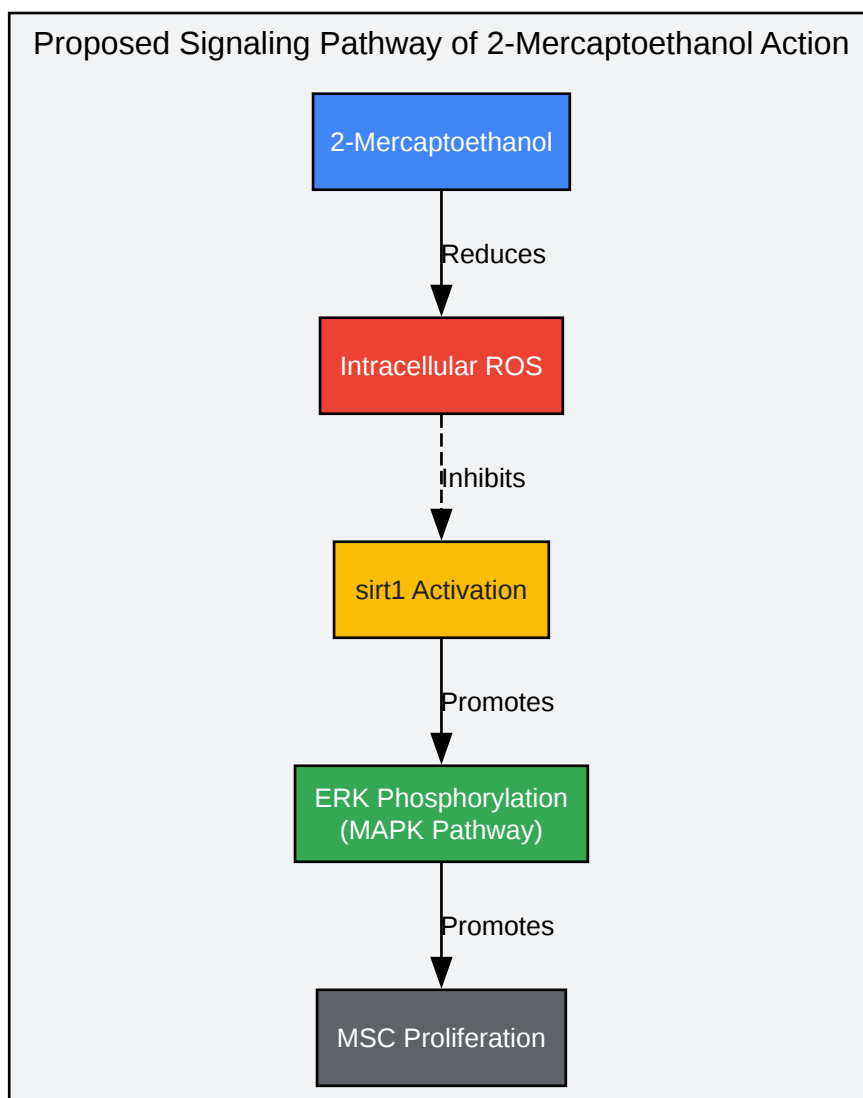 Proposed Signaling Pathway of 2-Mercaptoethanol Action
2-Mercaptoethanol
Reduces
Intracellular ROS
Inhibits
sirt1 Activation
Promotes
ERK Phosphorylation
(MAPK Pathway)
Promotes
MSC Proliferation